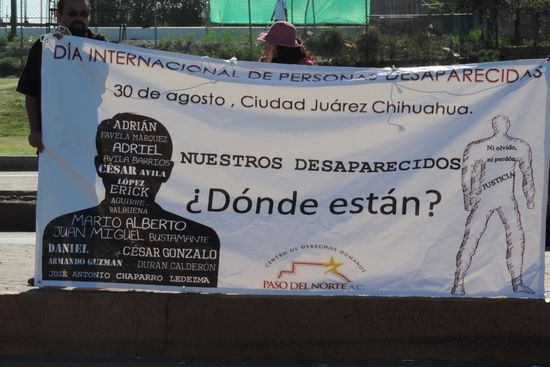 DÍA INTERNACIONAL DE PERSONAS DESAPARECIDAS
30 de agosto , Ciudad Juárez Chihuahua.
ADRIÁN
FAVELA MÁRQUEZ
ADRIEL
AVILA BARRIOS
CÉSAR AVILA
LÓPEZ
ERICK
AGUIRRE
BALBUENA
MARIO ALBERTO
JUAN MIGUEL BUSTAMANTE
DANIEL CÉSAR GONZALO
ARMANDO GUZMAN DURAN CALDERON
JOSÉ ANTONIO CHAPARRO LEDEZMA
NUESTROS DESAPARECIDOS
¿Dónde están?
CENTRO DE DERECHOS HUMANOS
PASO DEL NORTE A.C.
Ni olvido,
ni perdón,
JUSTICIA